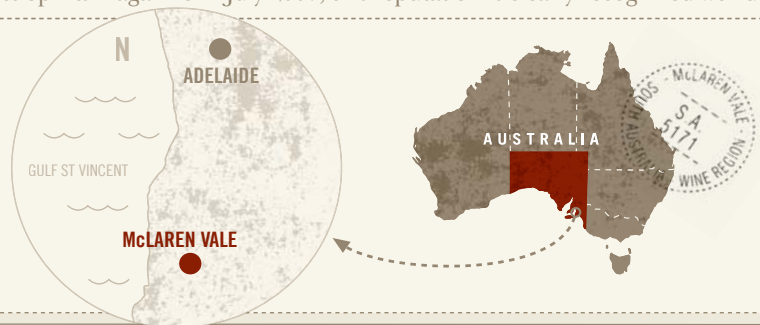 N
ADELAIDE
GULF ST VINCENT
McLAREN VALE
AUSTRALIA
McLAREN VALE
SA
5171
WINE REGION